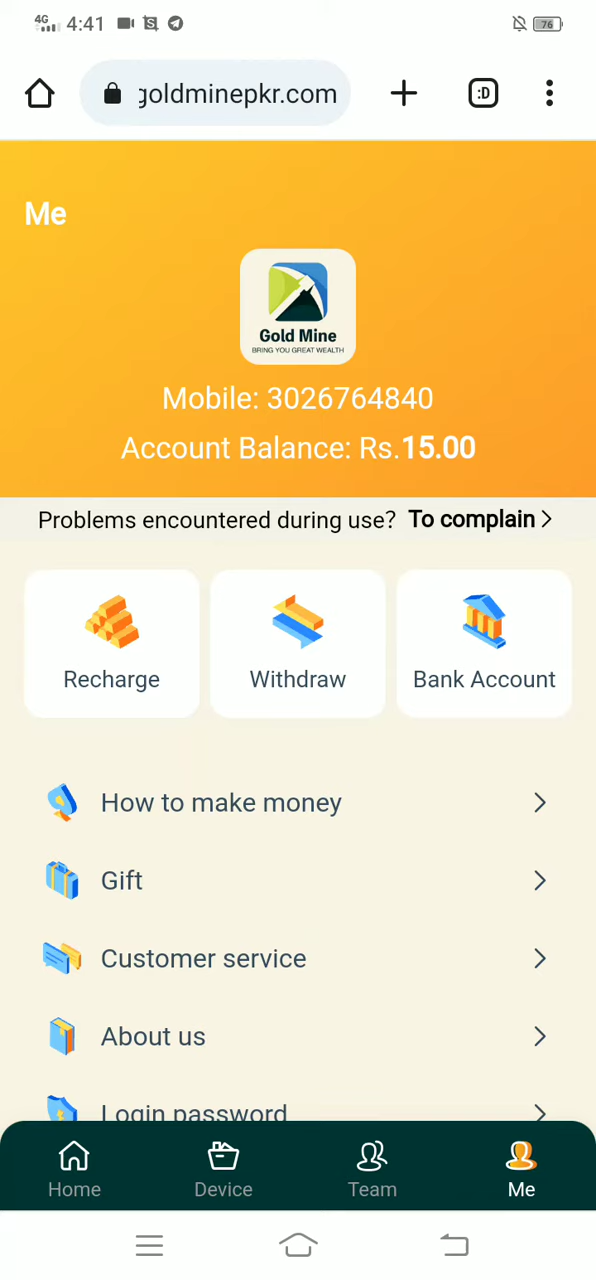 4G 4:41 76
goldminepkr.com :D
Me
Gold Mine
BRING YOU GREAT WEALTH
Mobile: 3026764840
Account Balance: Rs.15.00
Problems encountered during use? To complain
Recharge Withdraw Bank Account
How to make money
Gift
Customer service
About us
Login password
Home Device Team Me